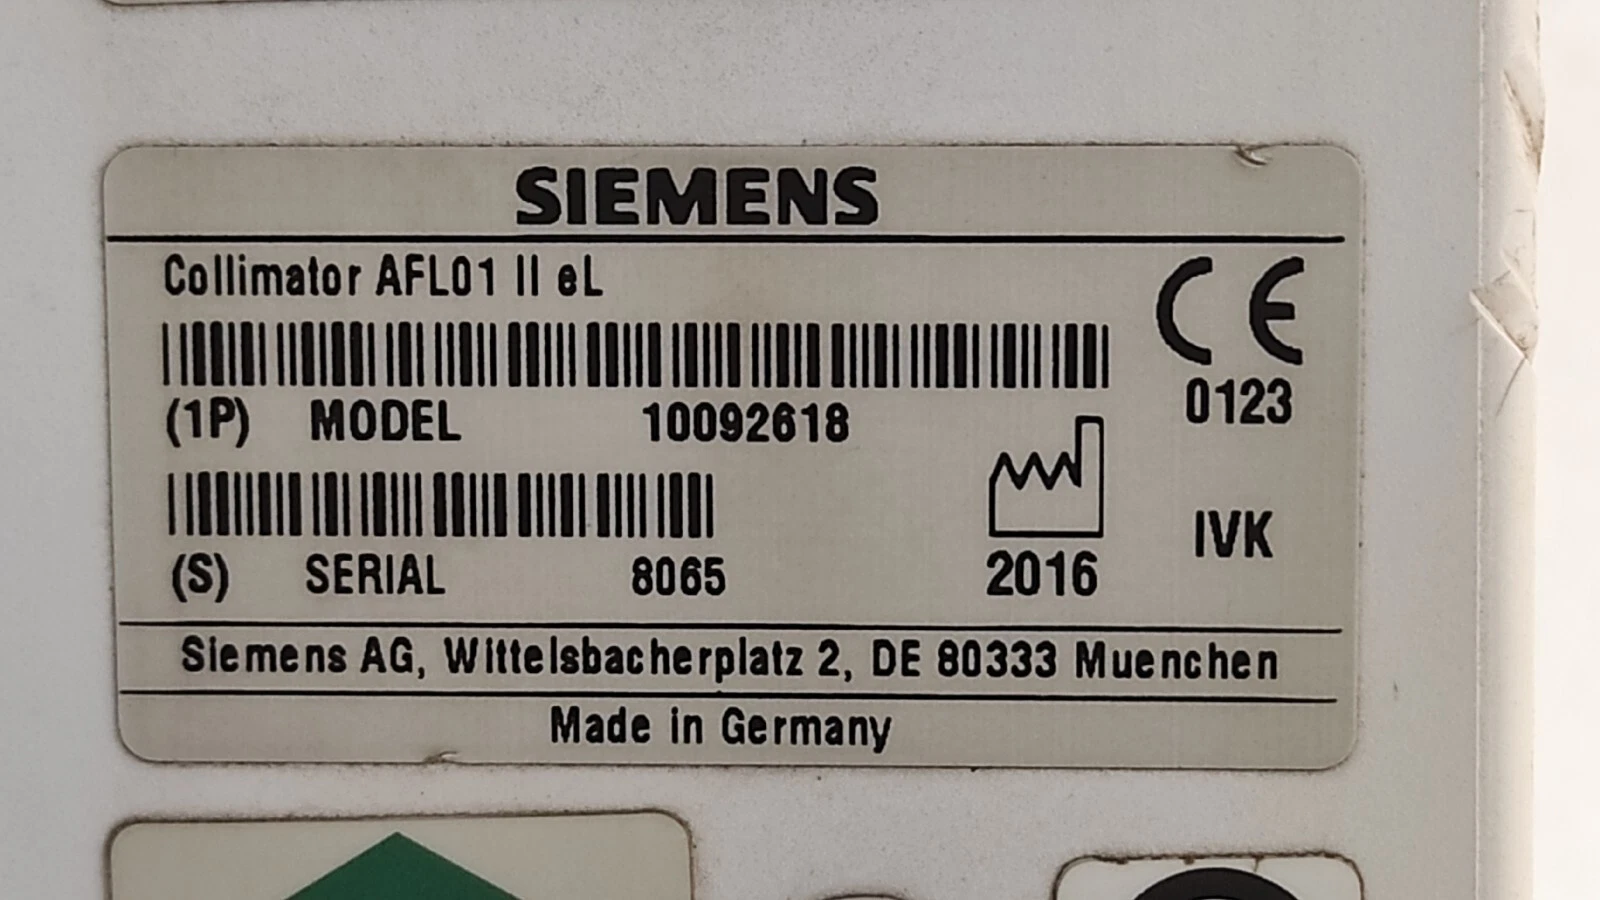 SIEMENS
Collimator AFL01 II eL
(1P) MODEL 10092618
0123
(S) SERIAL 8065
2016
IVK
Siemens AG, Wittelsbacherplatz 2, DE 80333 Muenchen
Made in Germany